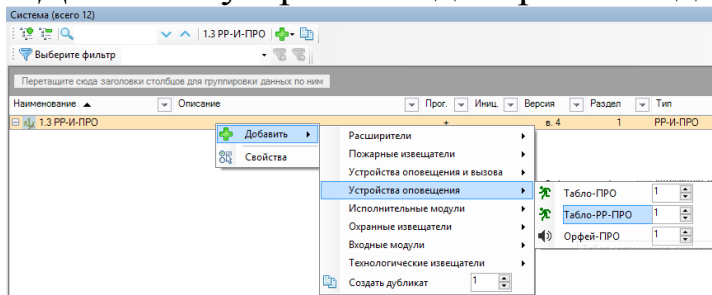 Система (всего 12)
1.3 РР-И-ПРО
Выберите фильтр
Перетащите сюда заголовки столбцов для группировки данных по ним
Наименование Описание Прог. Иниц. Версия Раздел Тип
1.3 РР-И-ПРО + в. 4 1 РР-И-ПРО
Добавить
Свойства
Расширители
Пожарные извещатели
Устройства оповещения и вызова
Устройства оповещения
Исполнительные модули
Охранные извещатели
Входные модули
Технологические извещатели
Создать дубликат 1
Табло-ПРО 1
Табло-РР-ПРО 1
Орфей-ПРО 1